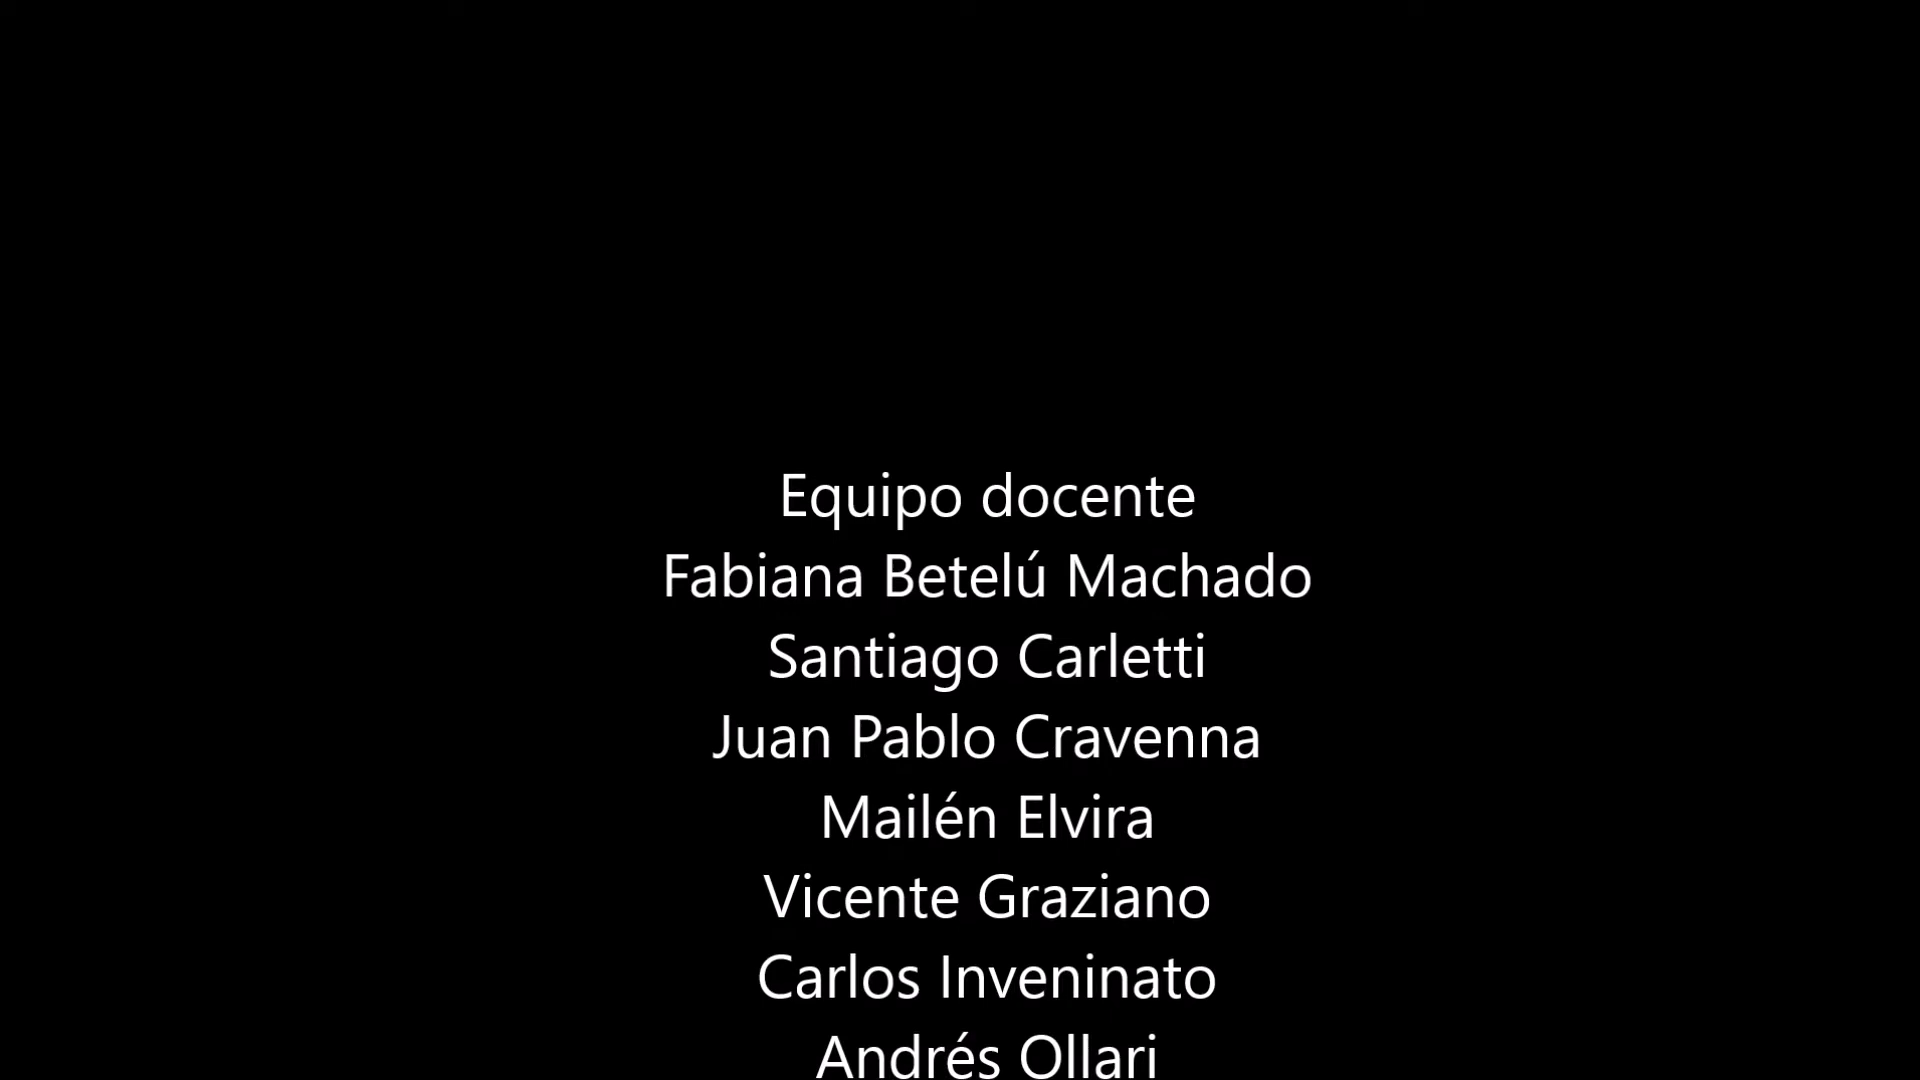 Equipo docente
Fabiana Betelú Machado
Santiago Carletti
Juan Pablo Cravenna
Mailén Elvira
Vicente Graziano
Carlos Inveninato
Andrés Ollari